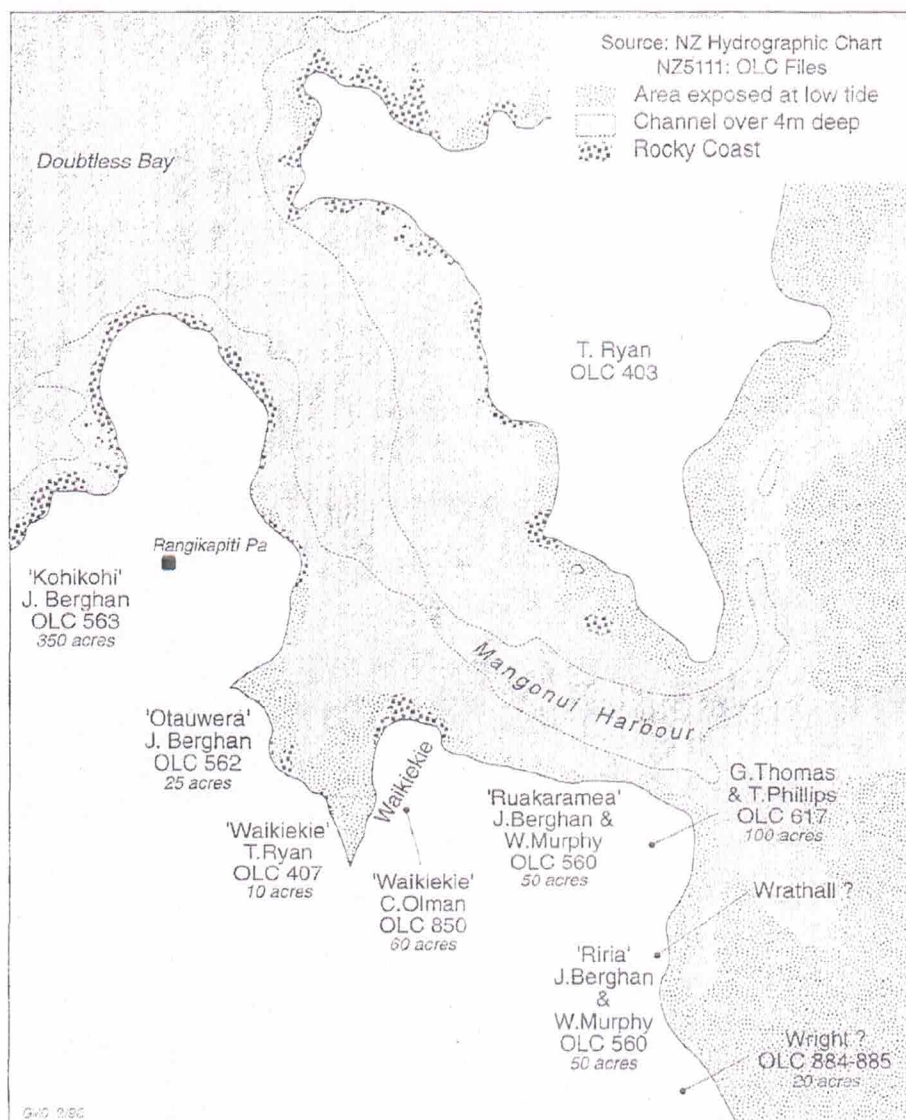 Source: NZ Hydrographic Chart
NZ5111: OLC Files
Area exposed at low tide
Channel over 4m deep
Rocky Coast
Doubtless Bay
T. Ryan
OLC 403
Rangikapiti Pa
'Kohikohi'
J. Berghan
OLC 563
350 acres
Mangonui Harbour
'Otauwera'
J. Berghan
OLC 562
25 acres
Waikiekie
'Waikiekie'
T.Ryan
OLC 407
10 acres
'Waikiekie'
C.Olman
OLC 850
60 acres
'Ruakaramea'
J.Berghan &
W.Murphy
OLC 560
50 acres
G.Thomas
& T.Phillips
OLC 617
100 acres
Wrathall ?
'Riria'
J.Berghan
&
W.Murphy
OLC 560
50 acres
Wright ?
OLC 884-885
20 acres